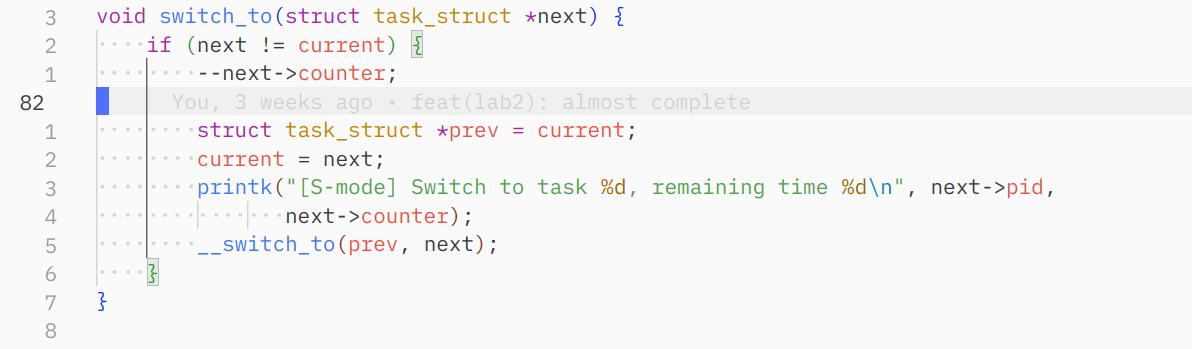 3 void switch_to(struct task_struct *next) {
2 if (next != current) {
1 --next->counter;
82 You, 3 weeks ago • feat(lab2): almost complete
1 struct task_struct *prev = current;
2 current = next;
3 printk("[S-mode] Switch to task %d, remaining time %d\n", next->pid,
4 next->counter);
5 __switch_to(prev, next);
6 }
7 }
8